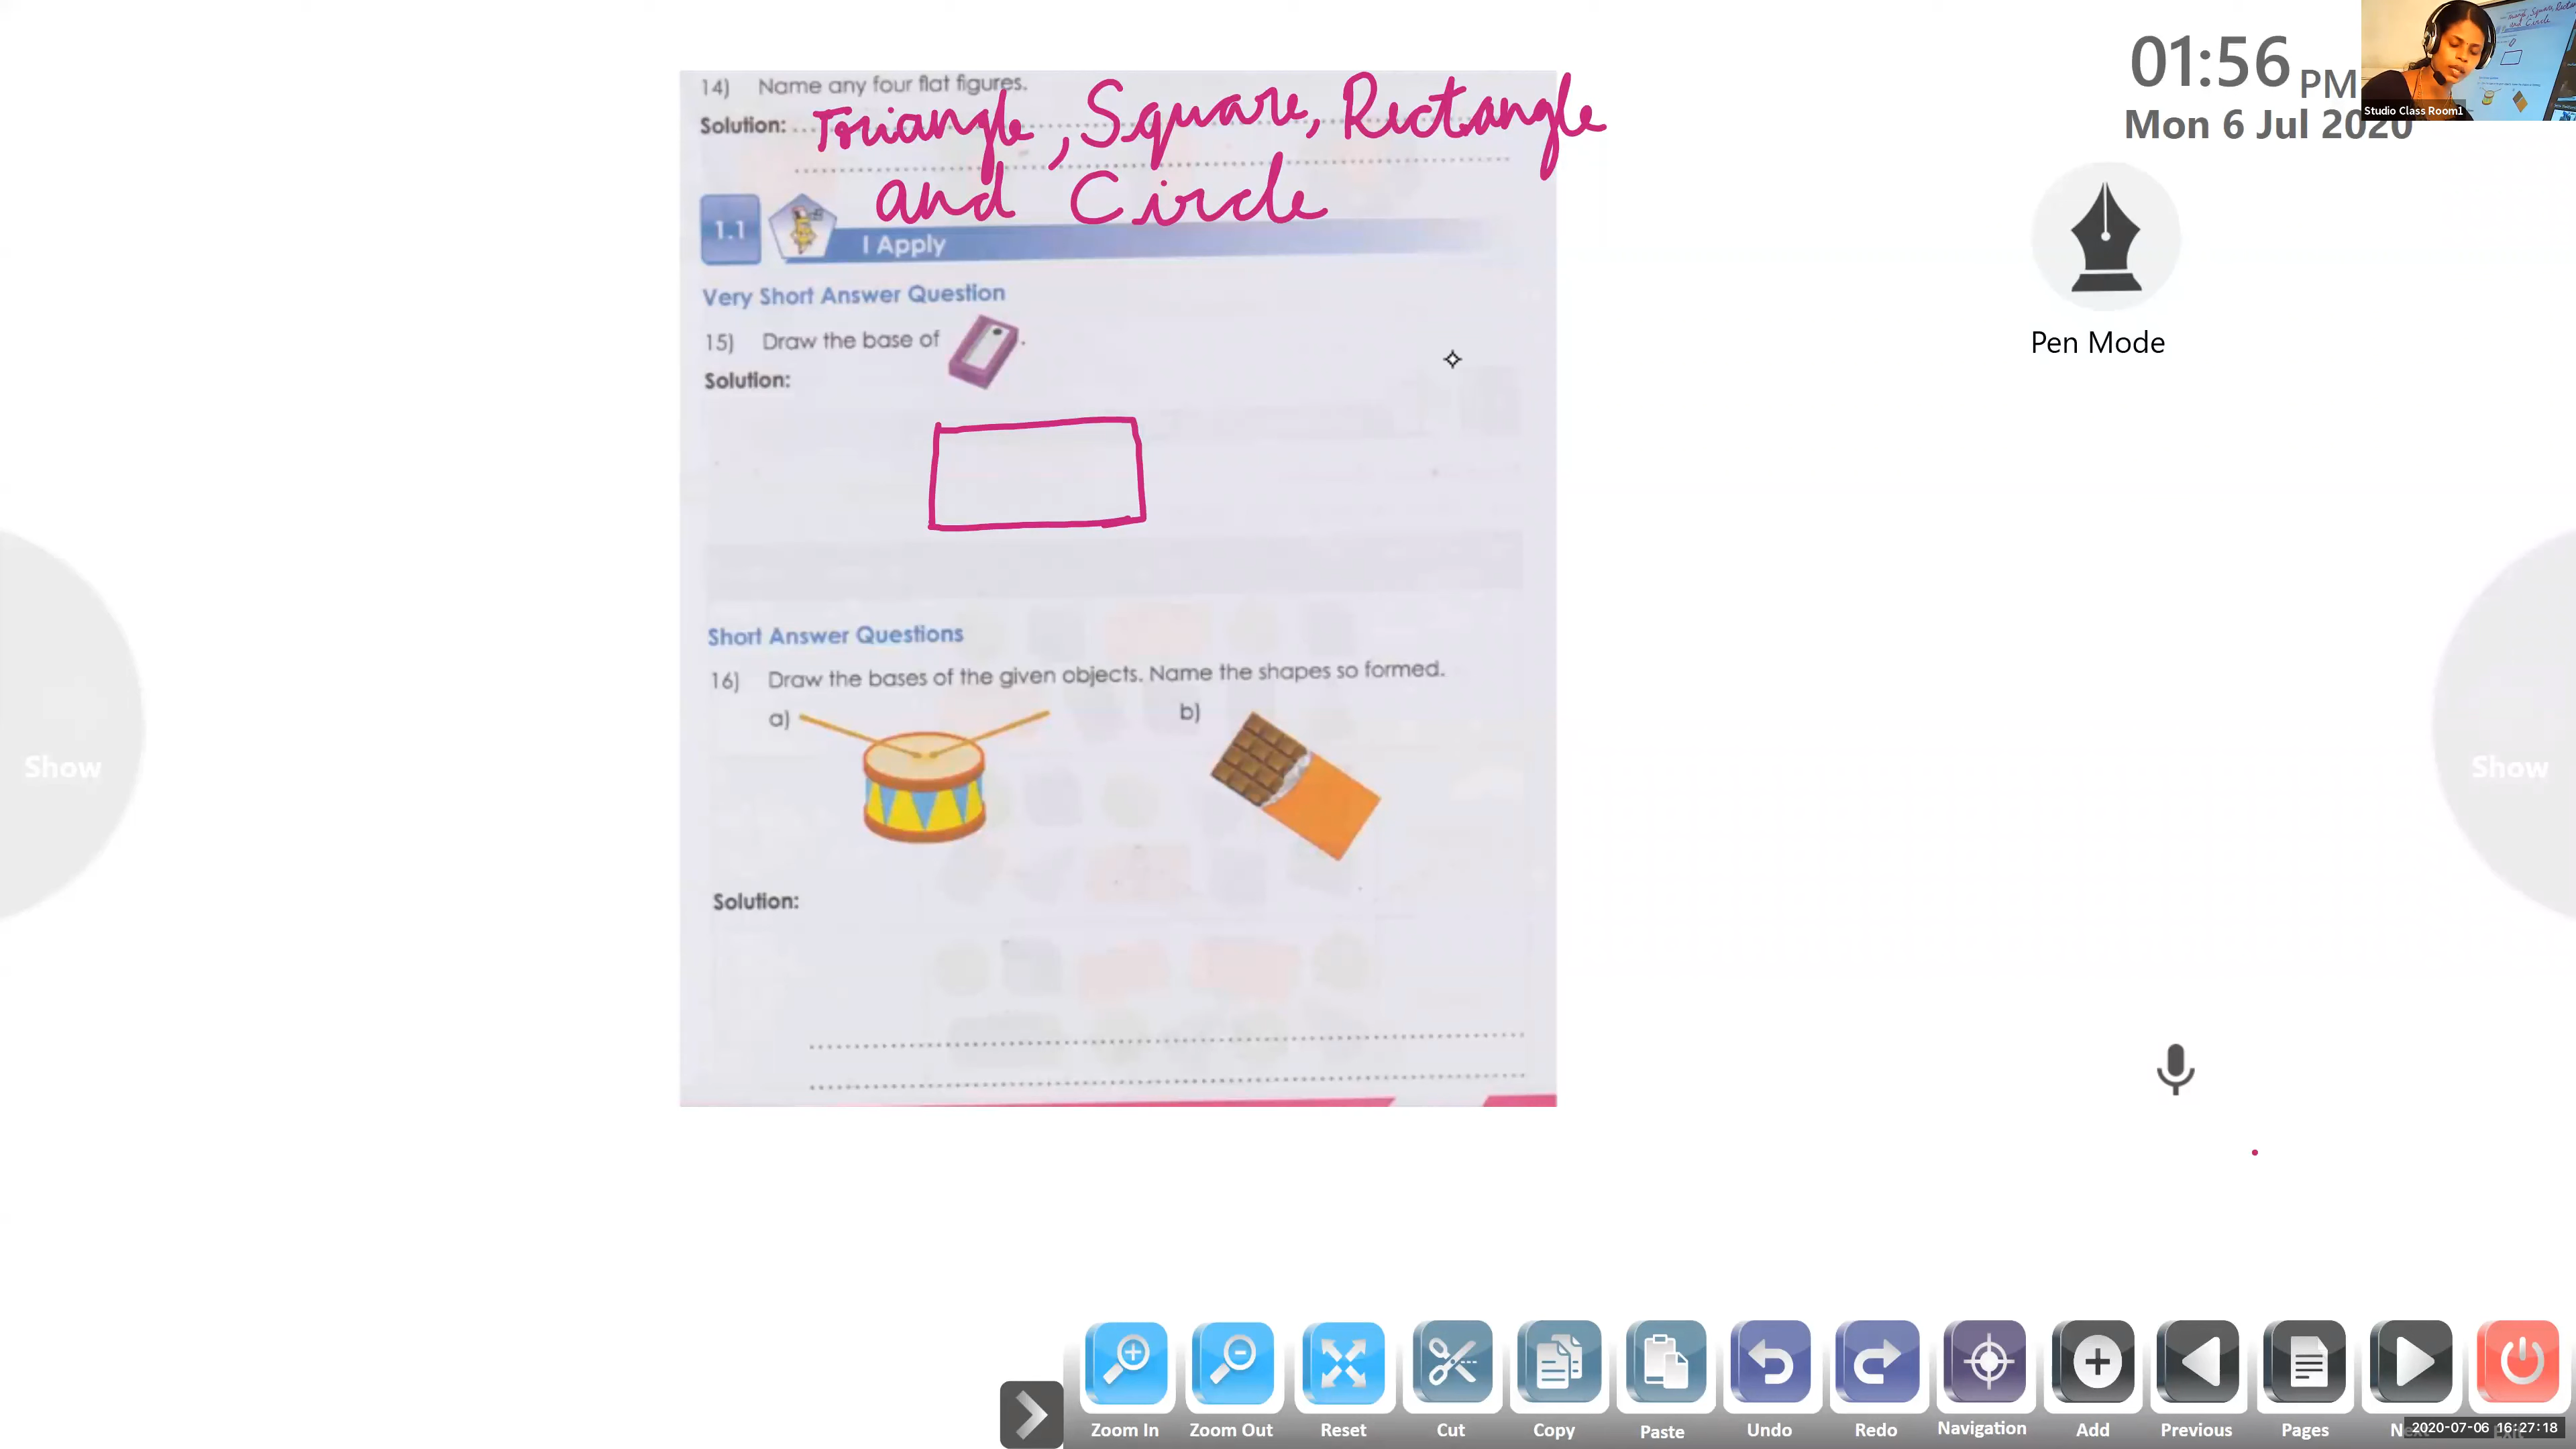 14) Name any four flat figures.
Solution: Triangle, Square, Rectangle
and Circle
1.1 I Apply
Very Short Answer Question
15) Draw the base of .
Solution:
Short Answer Questions
16) Draw the bases of the given objects. Name the shapes so formed.
a) b)
Solution:
01:56 PM
Mon 6 Jul 2020
Studio Class Room1
Pen Mode
Show
Show
Zoom In Zoom Out Reset Cut Copy Paste Undo Redo Navigation Add Previous Pages
2020-07-06 16:27:18